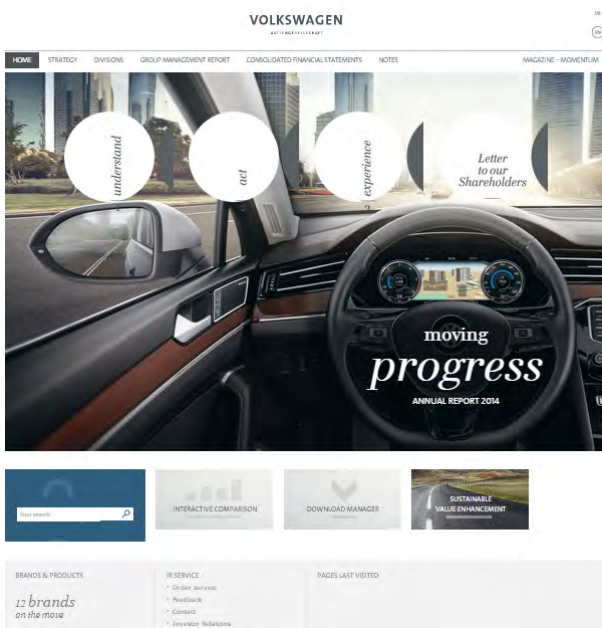 VOLKSWAGEN
AKTIENGESELLSCHAFT
EN
HOME STRATEGY DIVISIONS GROUP MANAGEMENT REPORT CONSOLIDATED FINANCIAL STATEMENTS NOTES MAGAZINE – MOMENTUM
understand
act
experience
Letter
to our
Shareholders
moving
progress
ANNUAL REPORT 2014
Your search
INTERACTIVE COMPARISON
DOWNLOAD MANAGER
SUSTAINABLE
VALUE ENHANCEMENT
BRANDS & PRODUCTS
12 brands
on the move
IR SERVICE
Order service
Feedback
Contact
Investor Relations
PAGES LAST VISITED